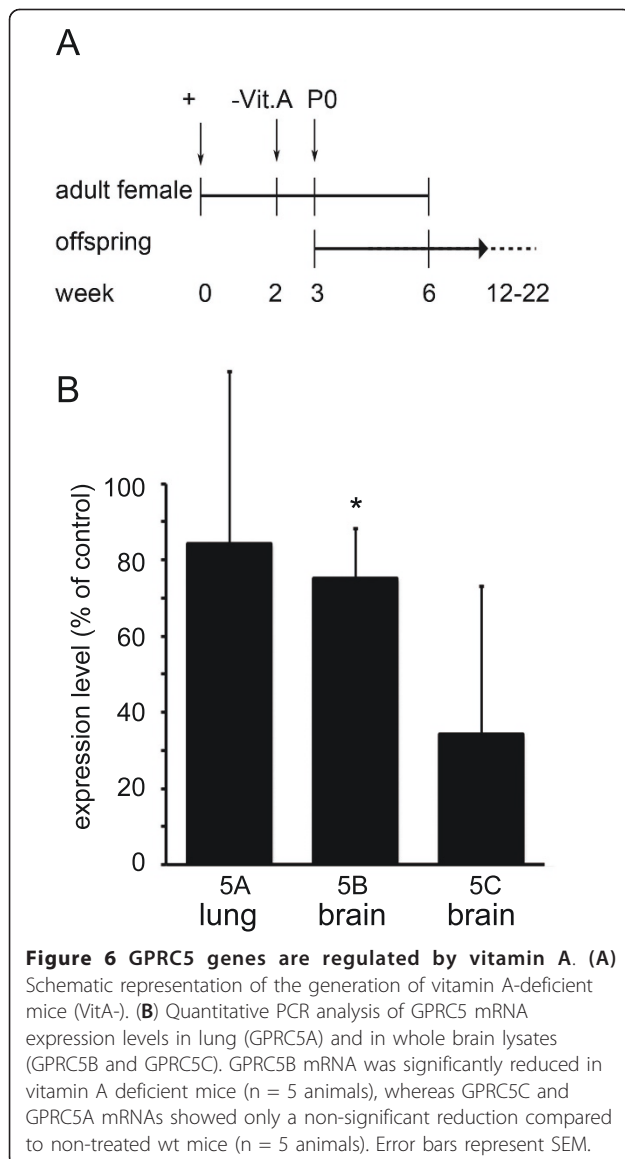 A
+ -Vit.A P0
adult female
offspring
week 0 2 3 6 12-22
B
expression level (% of control)
100
80
60
40
20
0
*
5A 5B 5C
lung brain brain
Figure 6 GPRC5 genes are regulated by vitamin A. (A)
Schematic representation of the generation of vitamin A-deficient
mice (VitA-). (B) Quantitative PCR analysis of GPRC5 mRNA
expression levels in lung (GPRC5A) and in whole brain lysates
(GPRC5B and GPRC5C). GPRC5B mRNA was significantly reduced in
vitamin A deficient mice (n = 5 animals), whereas GPRC5C and
GPRC5A mRNAs showed only a non-significant reduction compared
to non-treated wt mice (n = 5 animals). Error bars represent SEM.